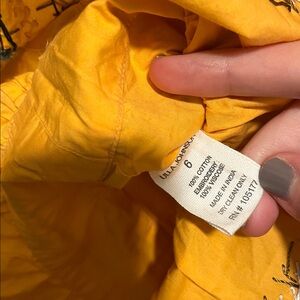 ULLA JOHNSON
6
100% COTTON
EMBROIDERY
100% VISCOSE
MADE IN INDIA
DRY CLEAN ONLY
RN # 105177